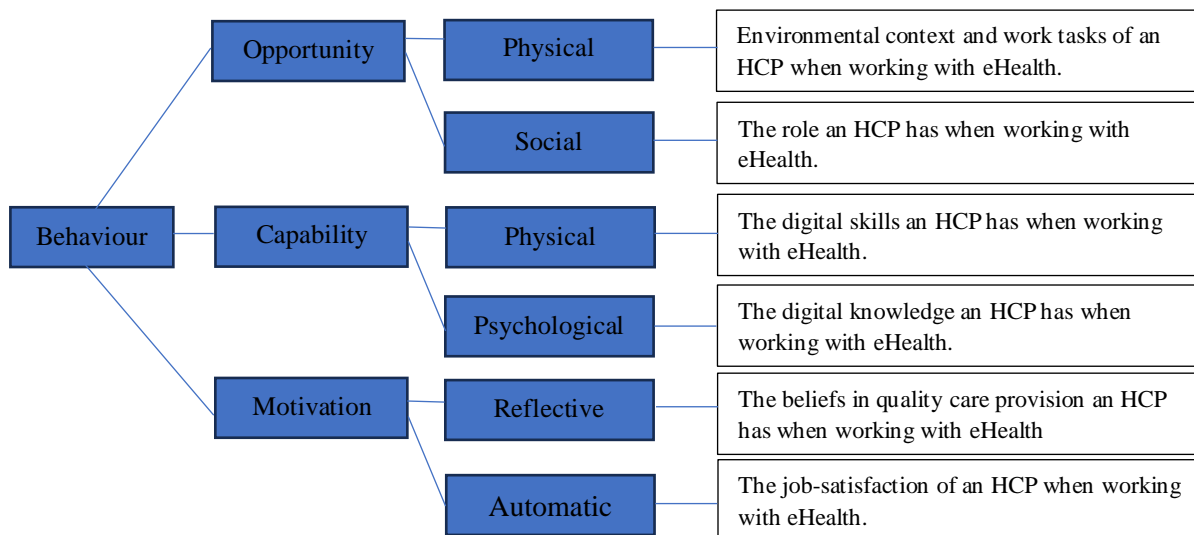 Opportunity
Physical
Environmental context and work tasks of an
HCP when working with eHealth.
Social
The role an HCP has when working with
eHealth.
Behaviour
Capability
Physical
The digital skills an HCP has when working
with eHealth.
Psychological
The digital knowledge an HCP has when
working with eHealth.
Motivation
Reflective
The beliefs in quality care provision an HCP
has when working with eHealth
Automatic
The job-satisfaction of an HCP when working
with eHealth.